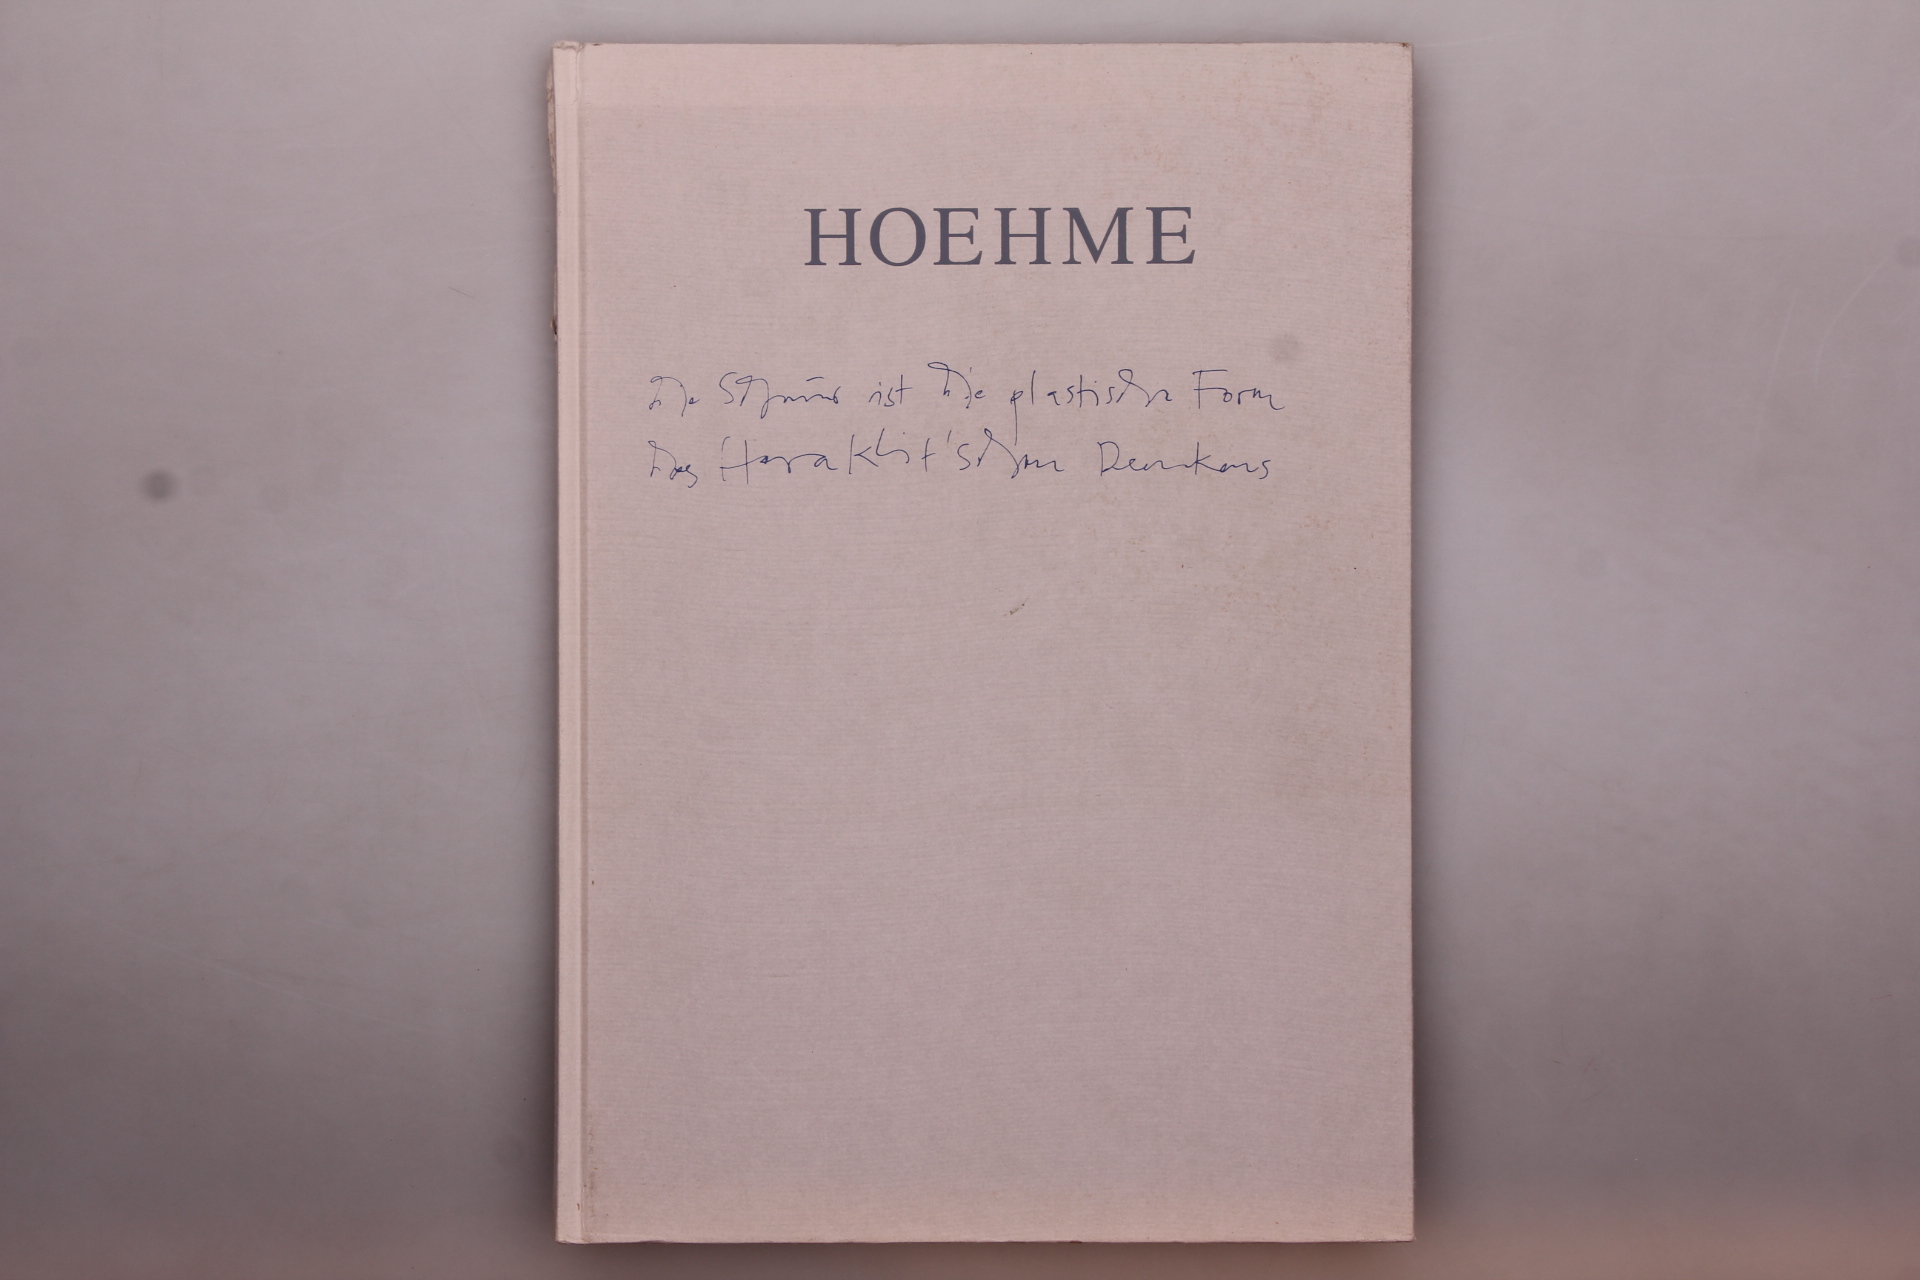 HOEHME
Die Schnur ist die plastische Form
des Heraklit'schen Denkens